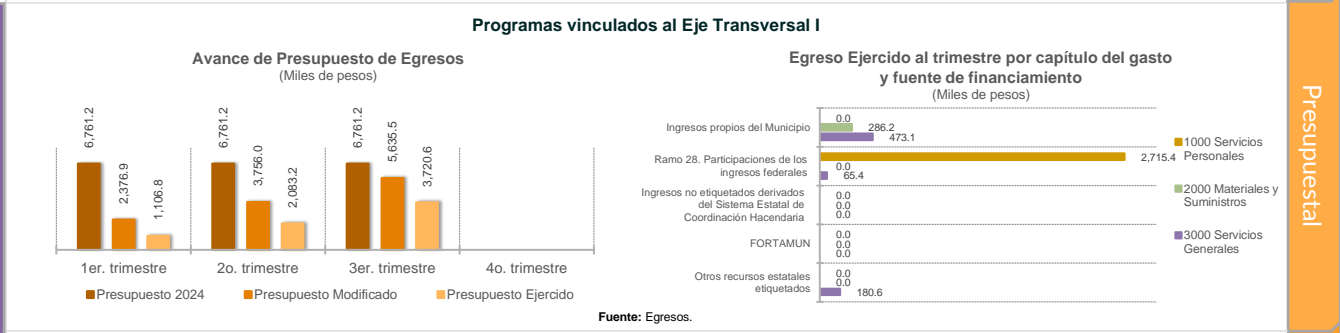 Programas vinculados al Eje Transversal I
Avance de Presupuesto de Egresos
(Miles de pesos)
6,761.2
2,376.9
1,106.8
6,761.2
3,756.0
2,083.2
6,761.2
5,635.5
3,720.6
1er. trimestre
2o. trimestre
3er. trimestre
4o. trimestre
Presupuesto 2024
Presupuesto Modificado
Presupuesto Ejercido
Egreso Ejercido al trimestre por capítulo del gasto
y fuente de financiamiento
(Miles de pesos)
Ingresos propios del Municipio
0.0
286.2
473.1
Ramo 28. Participaciones de los
ingresos federales
2,715.4
0.0
65.4
Ingresos no etiquetados derivados
del Sistema Estatal de
Coordinación Hacendaria
0.0
0.0
0.0
FORTAMUN
0.0
0.0
0.0
Otros recursos estatales
etiquetados
0.0
0.0
180.6
1000 Servicios
Personales
2000 Materiales y
Suministros
3000 Servicios
Generales
Fuente: Egresos.
Presupuestal